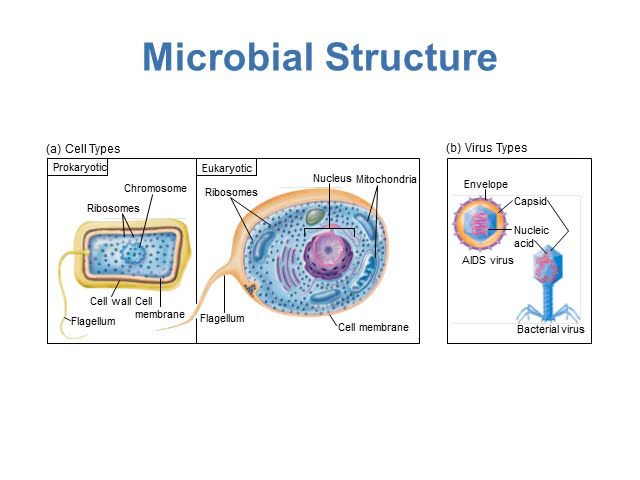 Microbial Structure
(a) Cell Types
Prokaryotic
Chromosome
Ribosomes
Cell wall
Cell
membrane
Flagellum
Eukaryotic
Nucleus
Mitochondria
Ribosomes
Flagellum
Cell membrane
(b) Virus Types
Envelope
Capsid
Nucleic
acid
AIDS virus
Bacterial virus